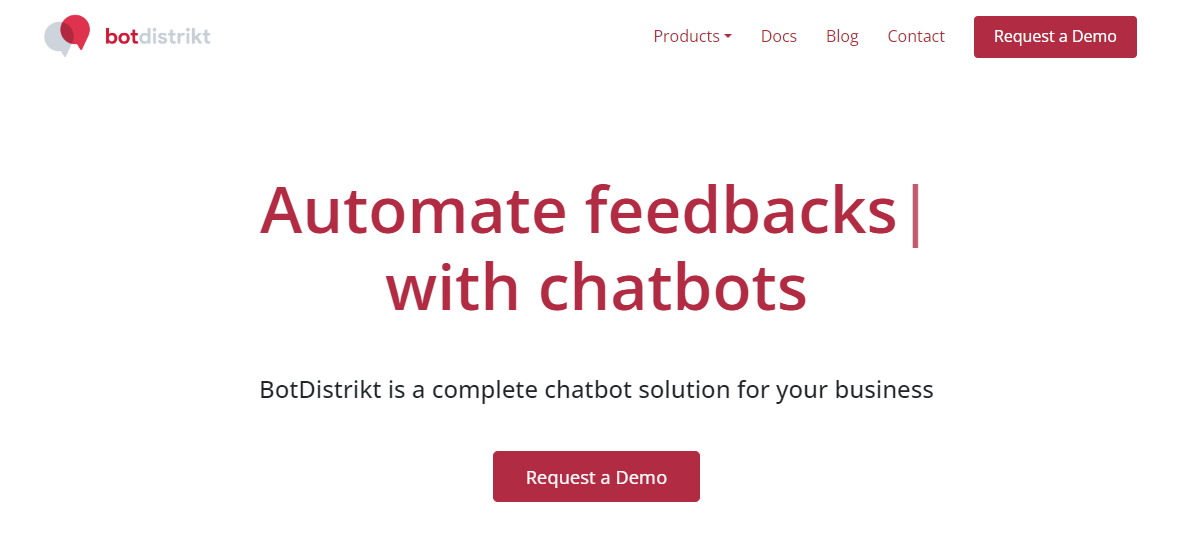 botdistrikt
Products Docs Blog Contact Request a Demo
Automate feedbacks|
with chatbots
BotDistrikt is a complete chatbot solution for your business
Request a Demo